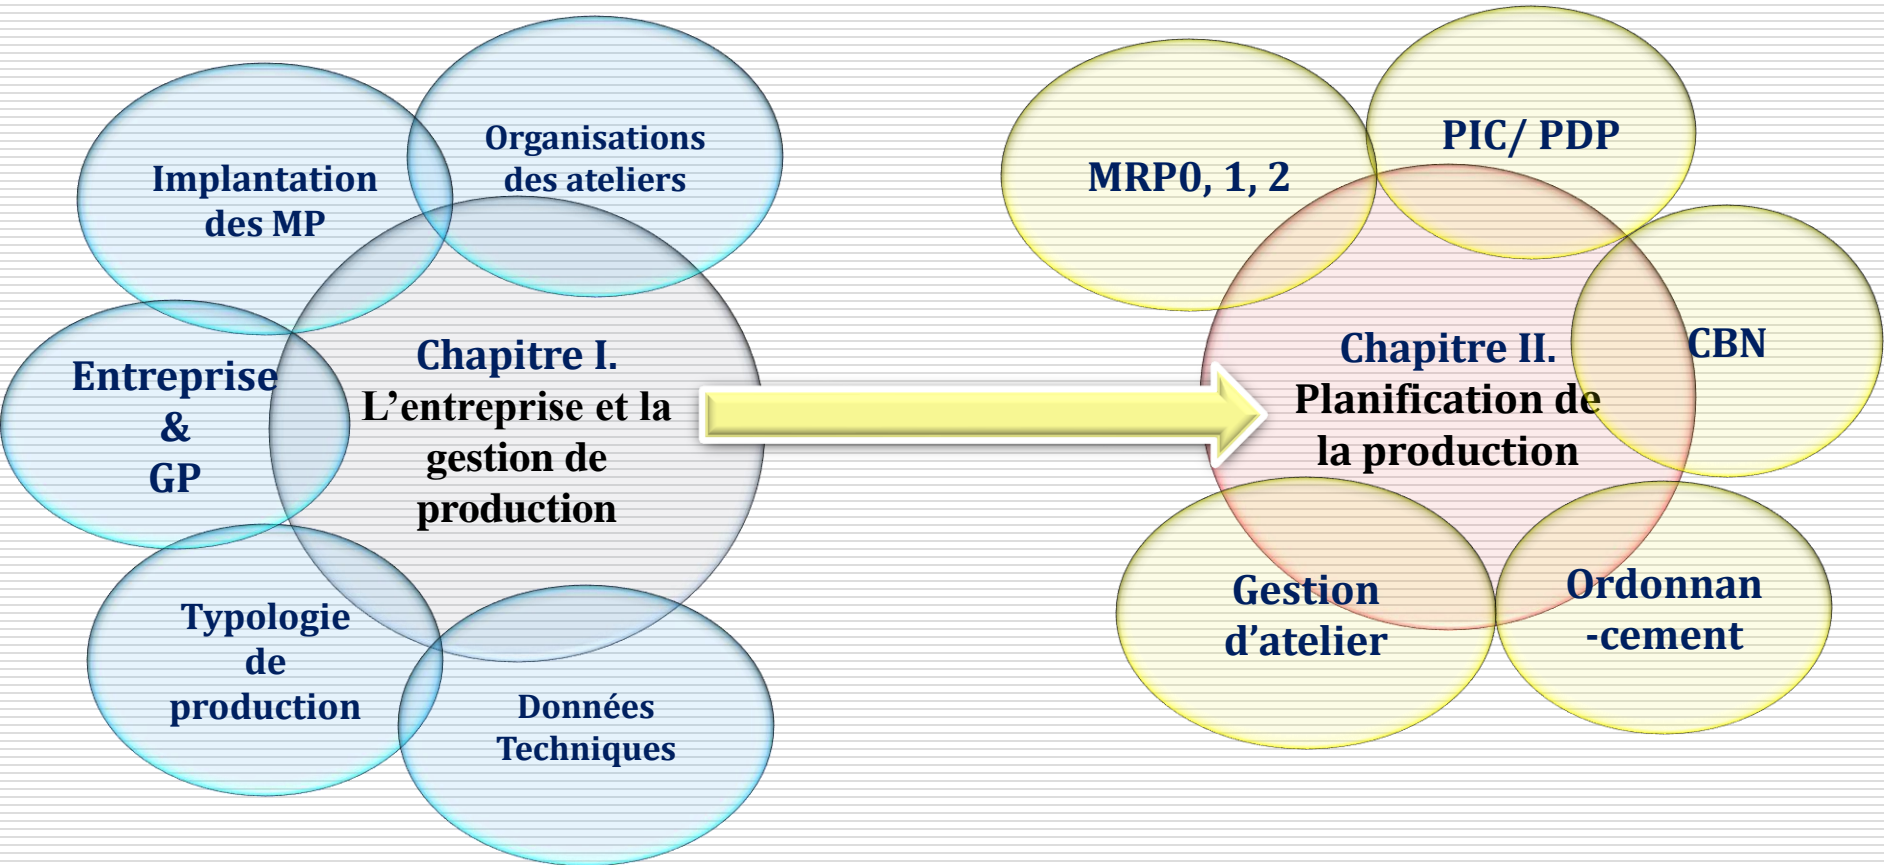 Organisations
des ateliers
Implantation
des MP
Entreprise
&
GP
Chapitre I.
L’entreprise et la
gestion de
production
Typologie
de
production
Données
Techniques
MRP0, 1, 2
PIC/ PDP
CBN
Chapitre II.
Planification de
la production
Gestion
d’atelier
Ordonnan
-cement